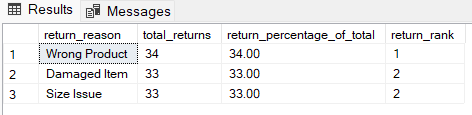 Results Messages
return_reason total_returns return_percentage_of_total return_rank
1 Wrong Product 34 34.00 1
2 Damaged Item 33 33.00 2
3 Size Issue 33 33.00 2